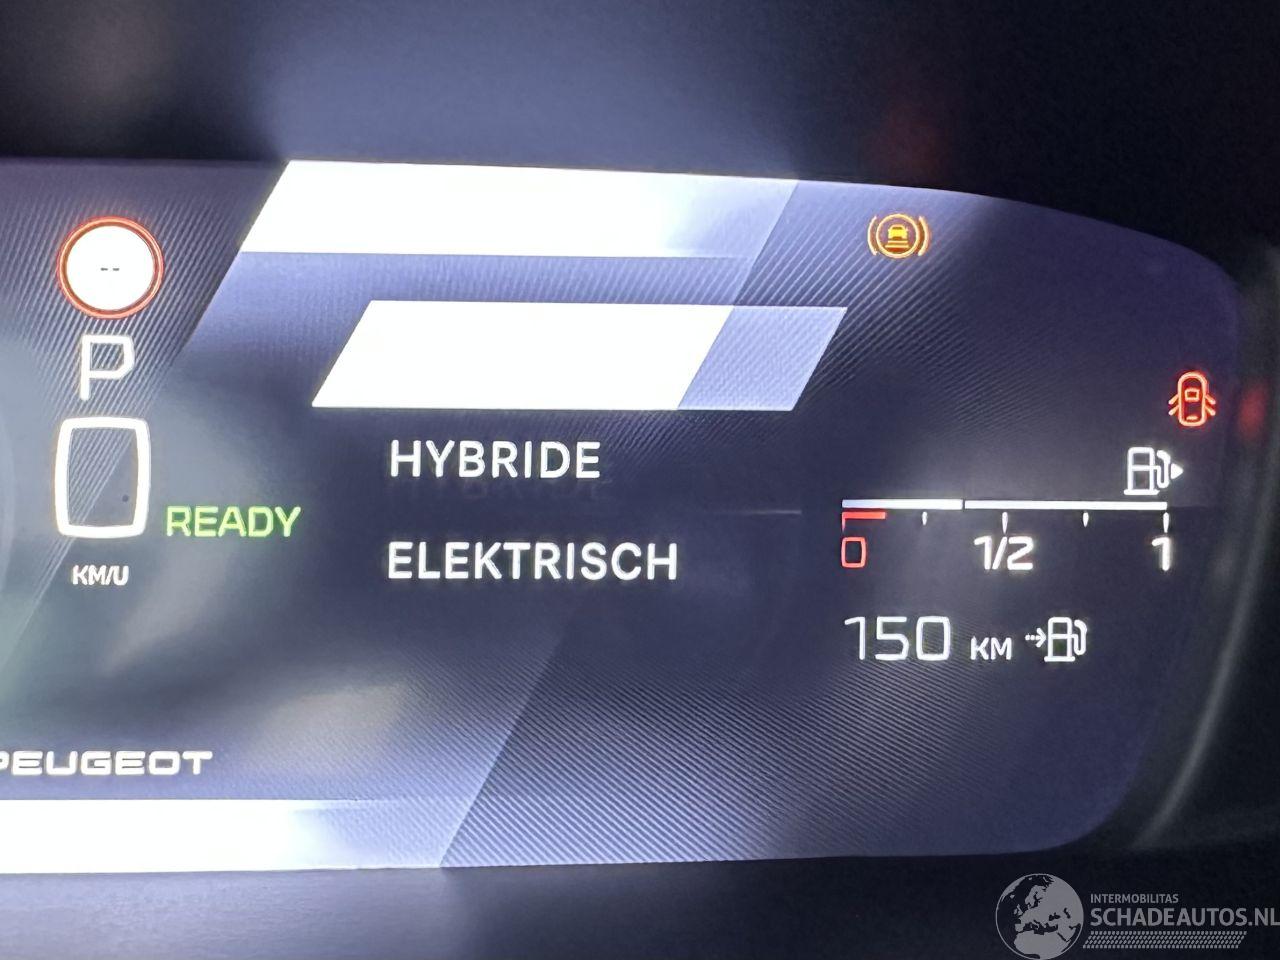 --
P
HYBRIDE
0
READY
ELEKTRISCH
KM/U
0 1/2 1
150 KM
PEUGEOT
INTERMOBILITAS
SCHADEAUTOS.NL